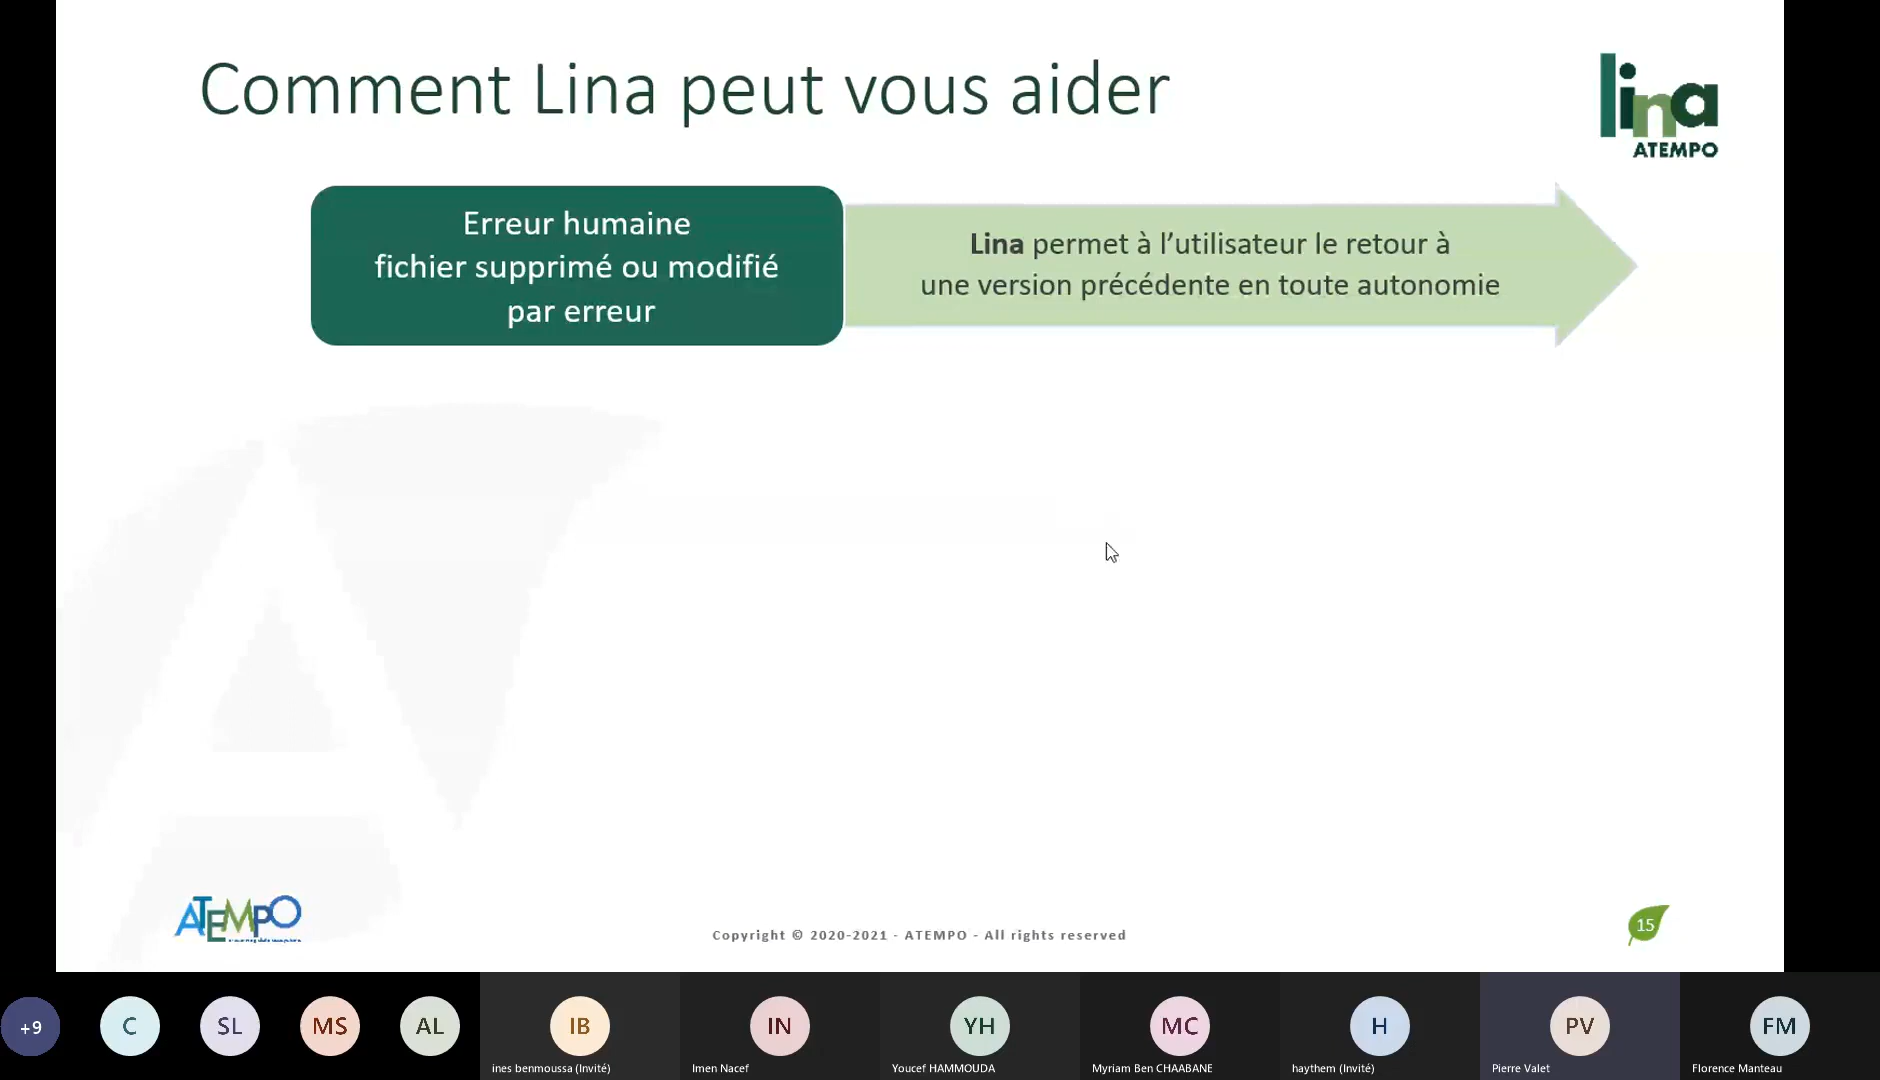 Comment Lina peut vous aider
lina
ATEMPO
Erreur humaine
fichier supprimé ou modifié
par erreur
Lina permet à l’utilisateur le retour à
une version précédente en toute autonomie
ATEMPO
Copyright © 2020-2021 - ATEMPO - All rights reserved
15
+9
C
SL
MS
AL
IB
IN
YH
MC
H
PV
FM
ines benmoussa (Invité)
Imen Nacef
Youcef HAMMOUDA
Myriam Ben CHAABANE
haythem (Invité)
Pierre Valet
Florence Manteau